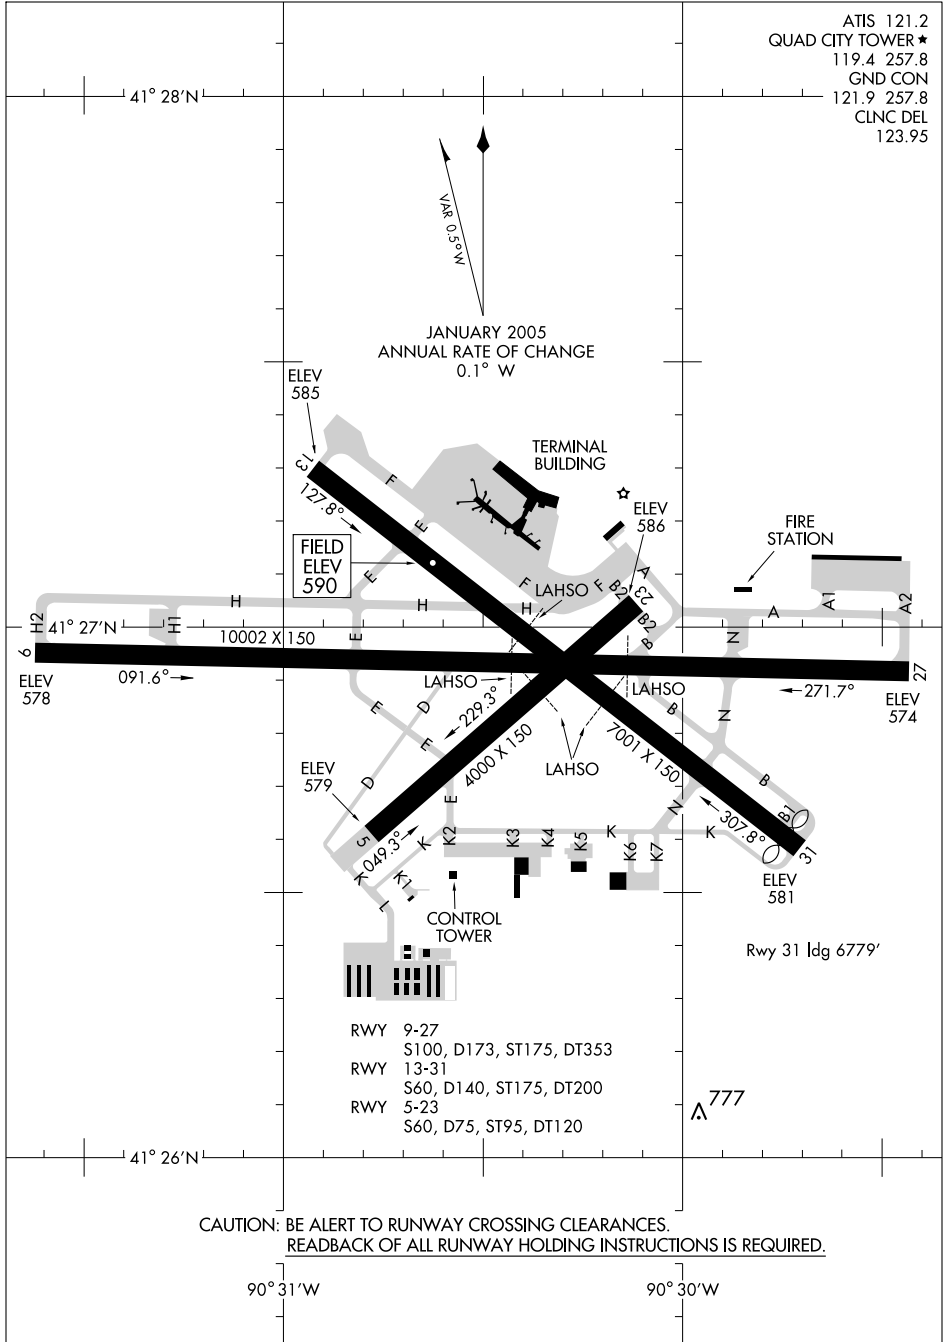 ATIS 121.2
QUAD CITY TOWER ★
119.4 257.8
GND CON
121.9 257.8
CLNC DEL
123.95
41° 28'N
VAR 0.5° W
JANUARY 2005
ANNUAL RATE OF CHANGE
0.1° W
ELEV
585
13
127.8°
F
TERMINAL
BUILDING
ELEV
586
FIRE
STATION
FIELD
ELEV
590
E
E
F
LAHSO
F
B2
23
A
B2
H
H
H
H2
H1
E
41° 27'N
A
A1
A2
N
B
9
10002 X 150
091.6°
ELEV
578
LAHSO
LAHSO
271.7°
27
ELEV
574
E
D
229.3°
E
4000 X 150
LAHSO
7001 X 150
B
N
B
ELEV
579
D
E
N
B1
5
049.3°
K
K2
K3
K4
K5
K
K6
K7
K
307.8°
31
ELEV
581
K
K1
L
CONTROL
TOWER
Rwy 31 ldg 6779'
RWY 9-27
S100, D173, ST175, DT353
RWY 13-31
S60, D140, ST175, DT200
RWY 5-23
S60, D75, ST95, DT120
777
41° 26'N
CAUTION: BE ALERT TO RUNWAY CROSSING CLEARANCES.
READBACK OF ALL RUNWAY HOLDING INSTRUCTIONS IS REQUIRED.
90° 31'W
90° 30'W